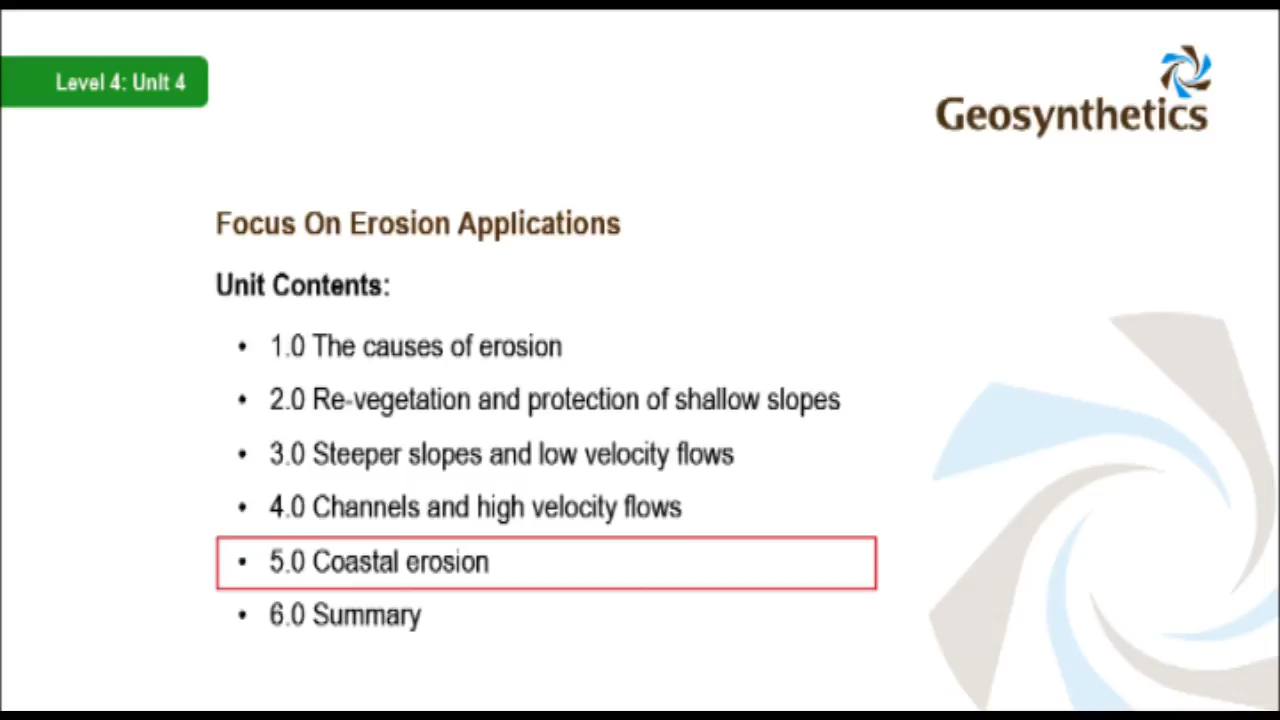 Level 4: Unit 4
Geosynthetics
Focus On Erosion Applications
Unit Contents:
• 1.0 The causes of erosion
• 2.0 Re-vegetation and protection of shallow slopes
• 3.0 Steeper slopes and low velocity flows
• 4.0 Channels and high velocity flows
• 5.0 Coastal erosion
• 6.0 Summary